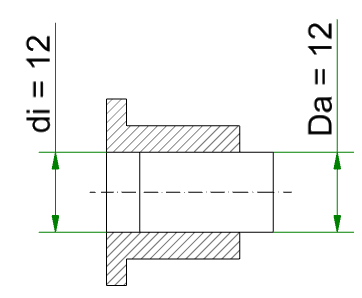 di = 12
Da = 12